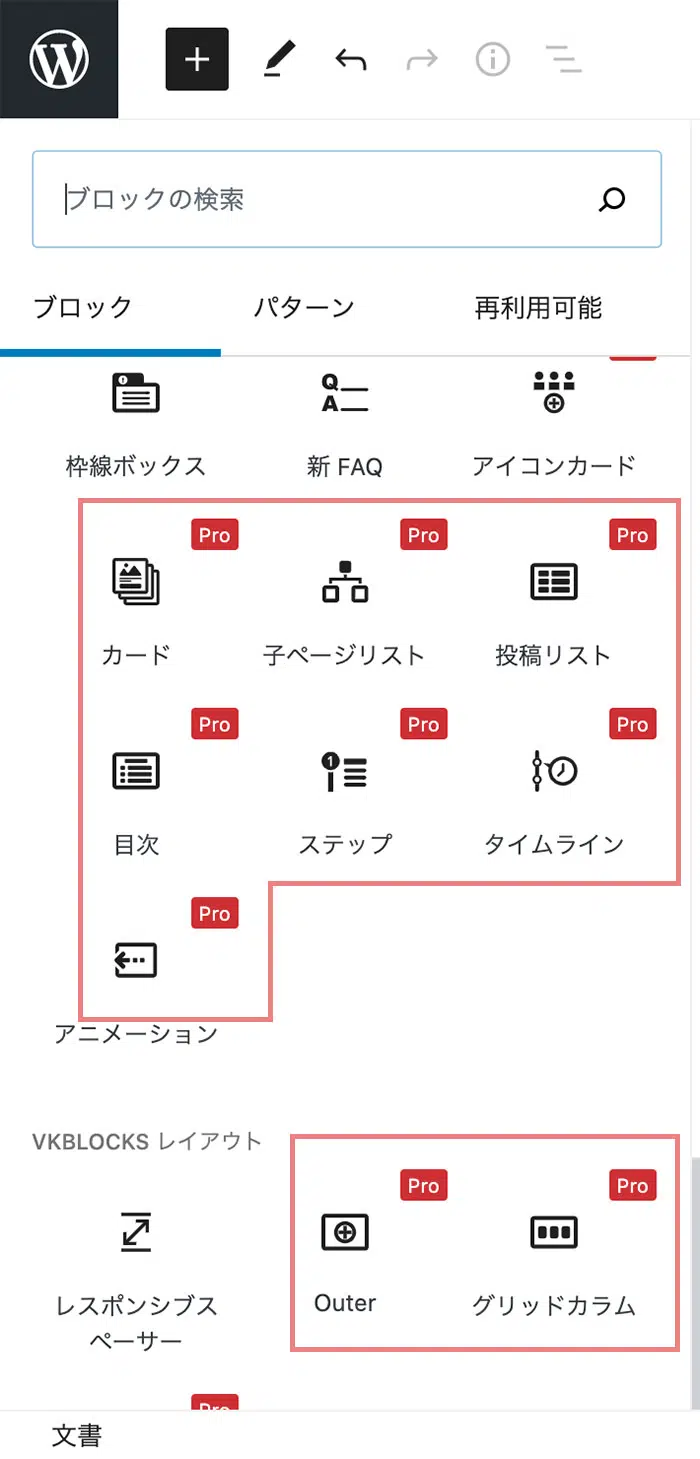 ブロックの検索
ブロック
パターン
再利用可能
Q
A
枠線ボックス
新 FAQ
アイコンカード
Pro
Pro
Pro
カード
子ページリスト
投稿リスト
Pro
Pro
Pro
1
目次
ステップ
タイムライン
Pro
アニメーション
VKBLOCKS レイアウト
Pro
Pro
レスポンシブス
ペーサー
Outer
グリッドカラム
Pro
文書